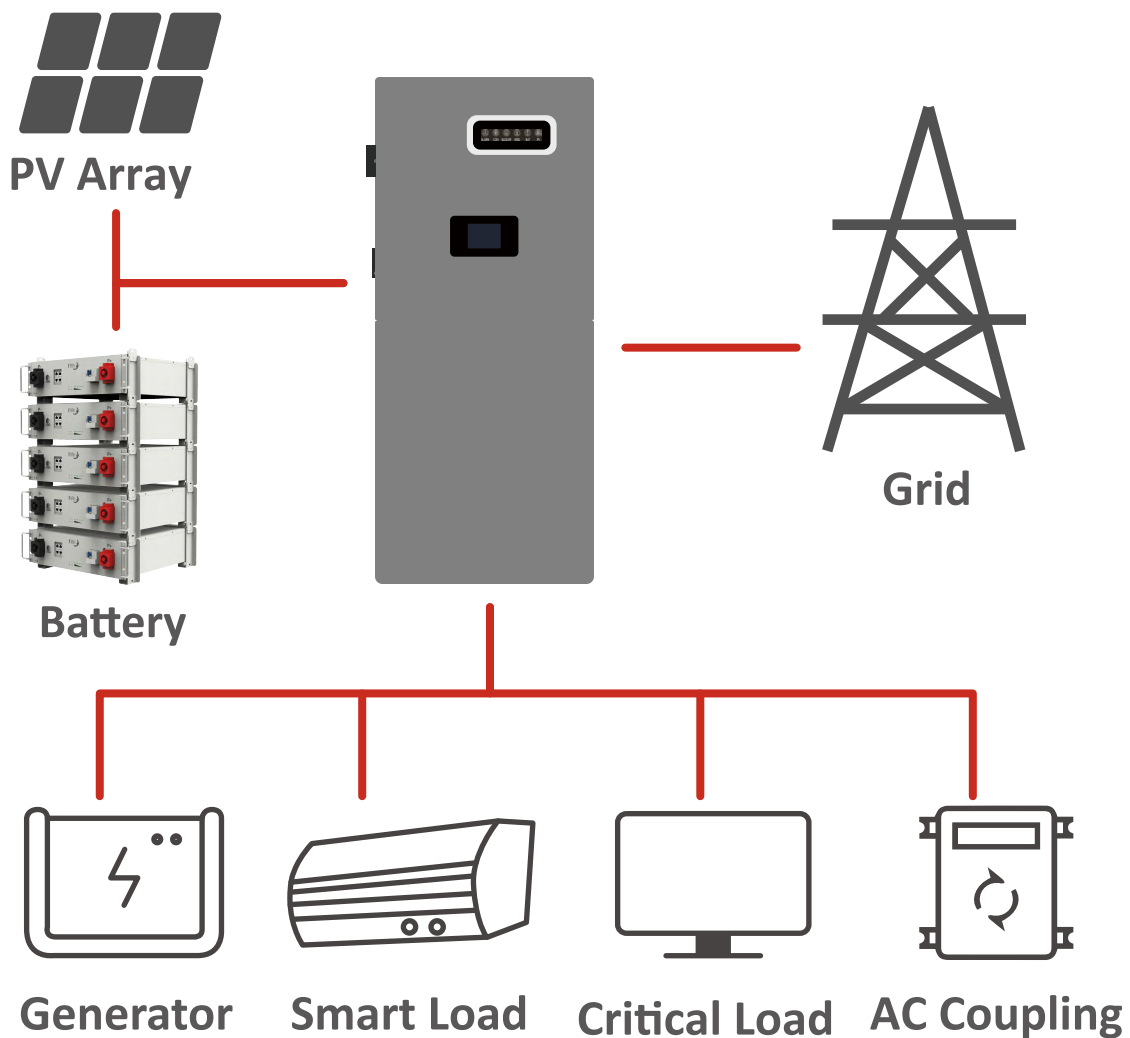 PV Array
Grid
Battery
Generator
Smart Load
Critical Load
AC Coupling